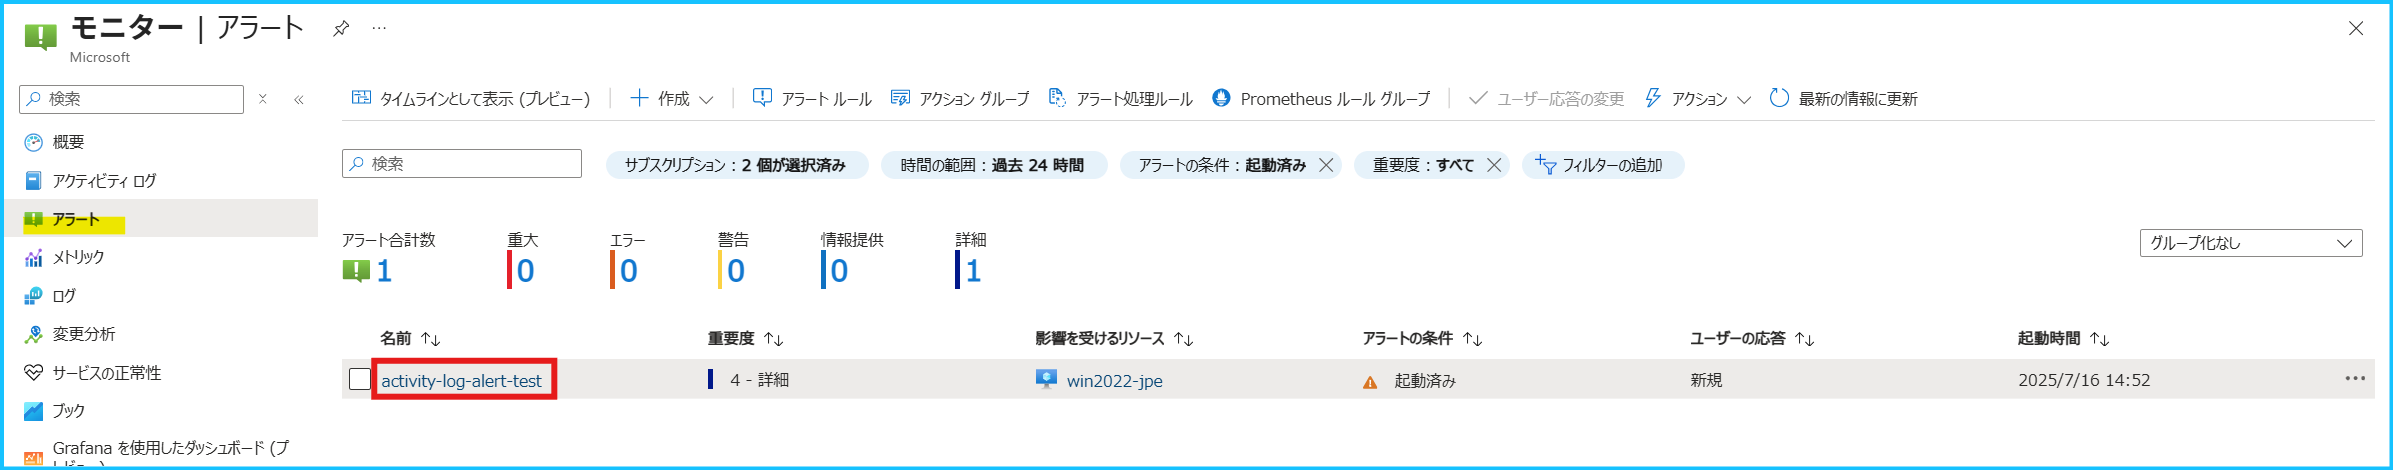 モニター | アラート
Microsoft
検索
概要
アクティビティ ログ
アラート
メトリック
ログ
変更分析
サービスの正常性
ブック
Grafana を使用したダッシュボード (プ
レビュー)
タイムラインとして表示 (プレビュー) 作成 アラート ルール アクション グループ アラート処理ルール Prometheus ルール グループ ユーザー応答の変更 アクション 最新の情報に更新
検索 サブスクリプション : 2 個が選択済み 時間の範囲 : 過去 24 時間 アラートの条件 : 起動済み 重要度 : すべて フィルターの追加
アラート合計数 重大 エラー 警告 情報提供 詳細
1 0 0 0 0 1
グループ化なし
名前 重要度 影響を受けるリソース アラートの条件 ユーザーの応答 起動時間
activity-log-alert-test 4 - 詳細 win2022-jpe 起動済み 新規 2025/7/16 14:52